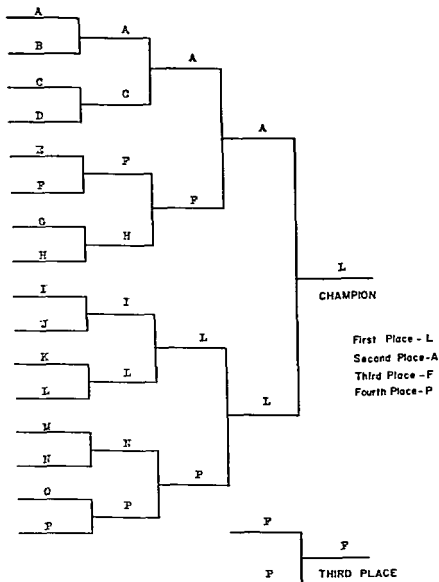 A
B
C
D
E
F
G
H
I
J
K
L
M
N
O
P
A
C
F
H
I
L
N
P
A
F
L
P
A
L
L
CHAMPION
First Place - L
Second Place-A
Third Place - F
Fourth Place- P
F
P
F
THIRD PLACE